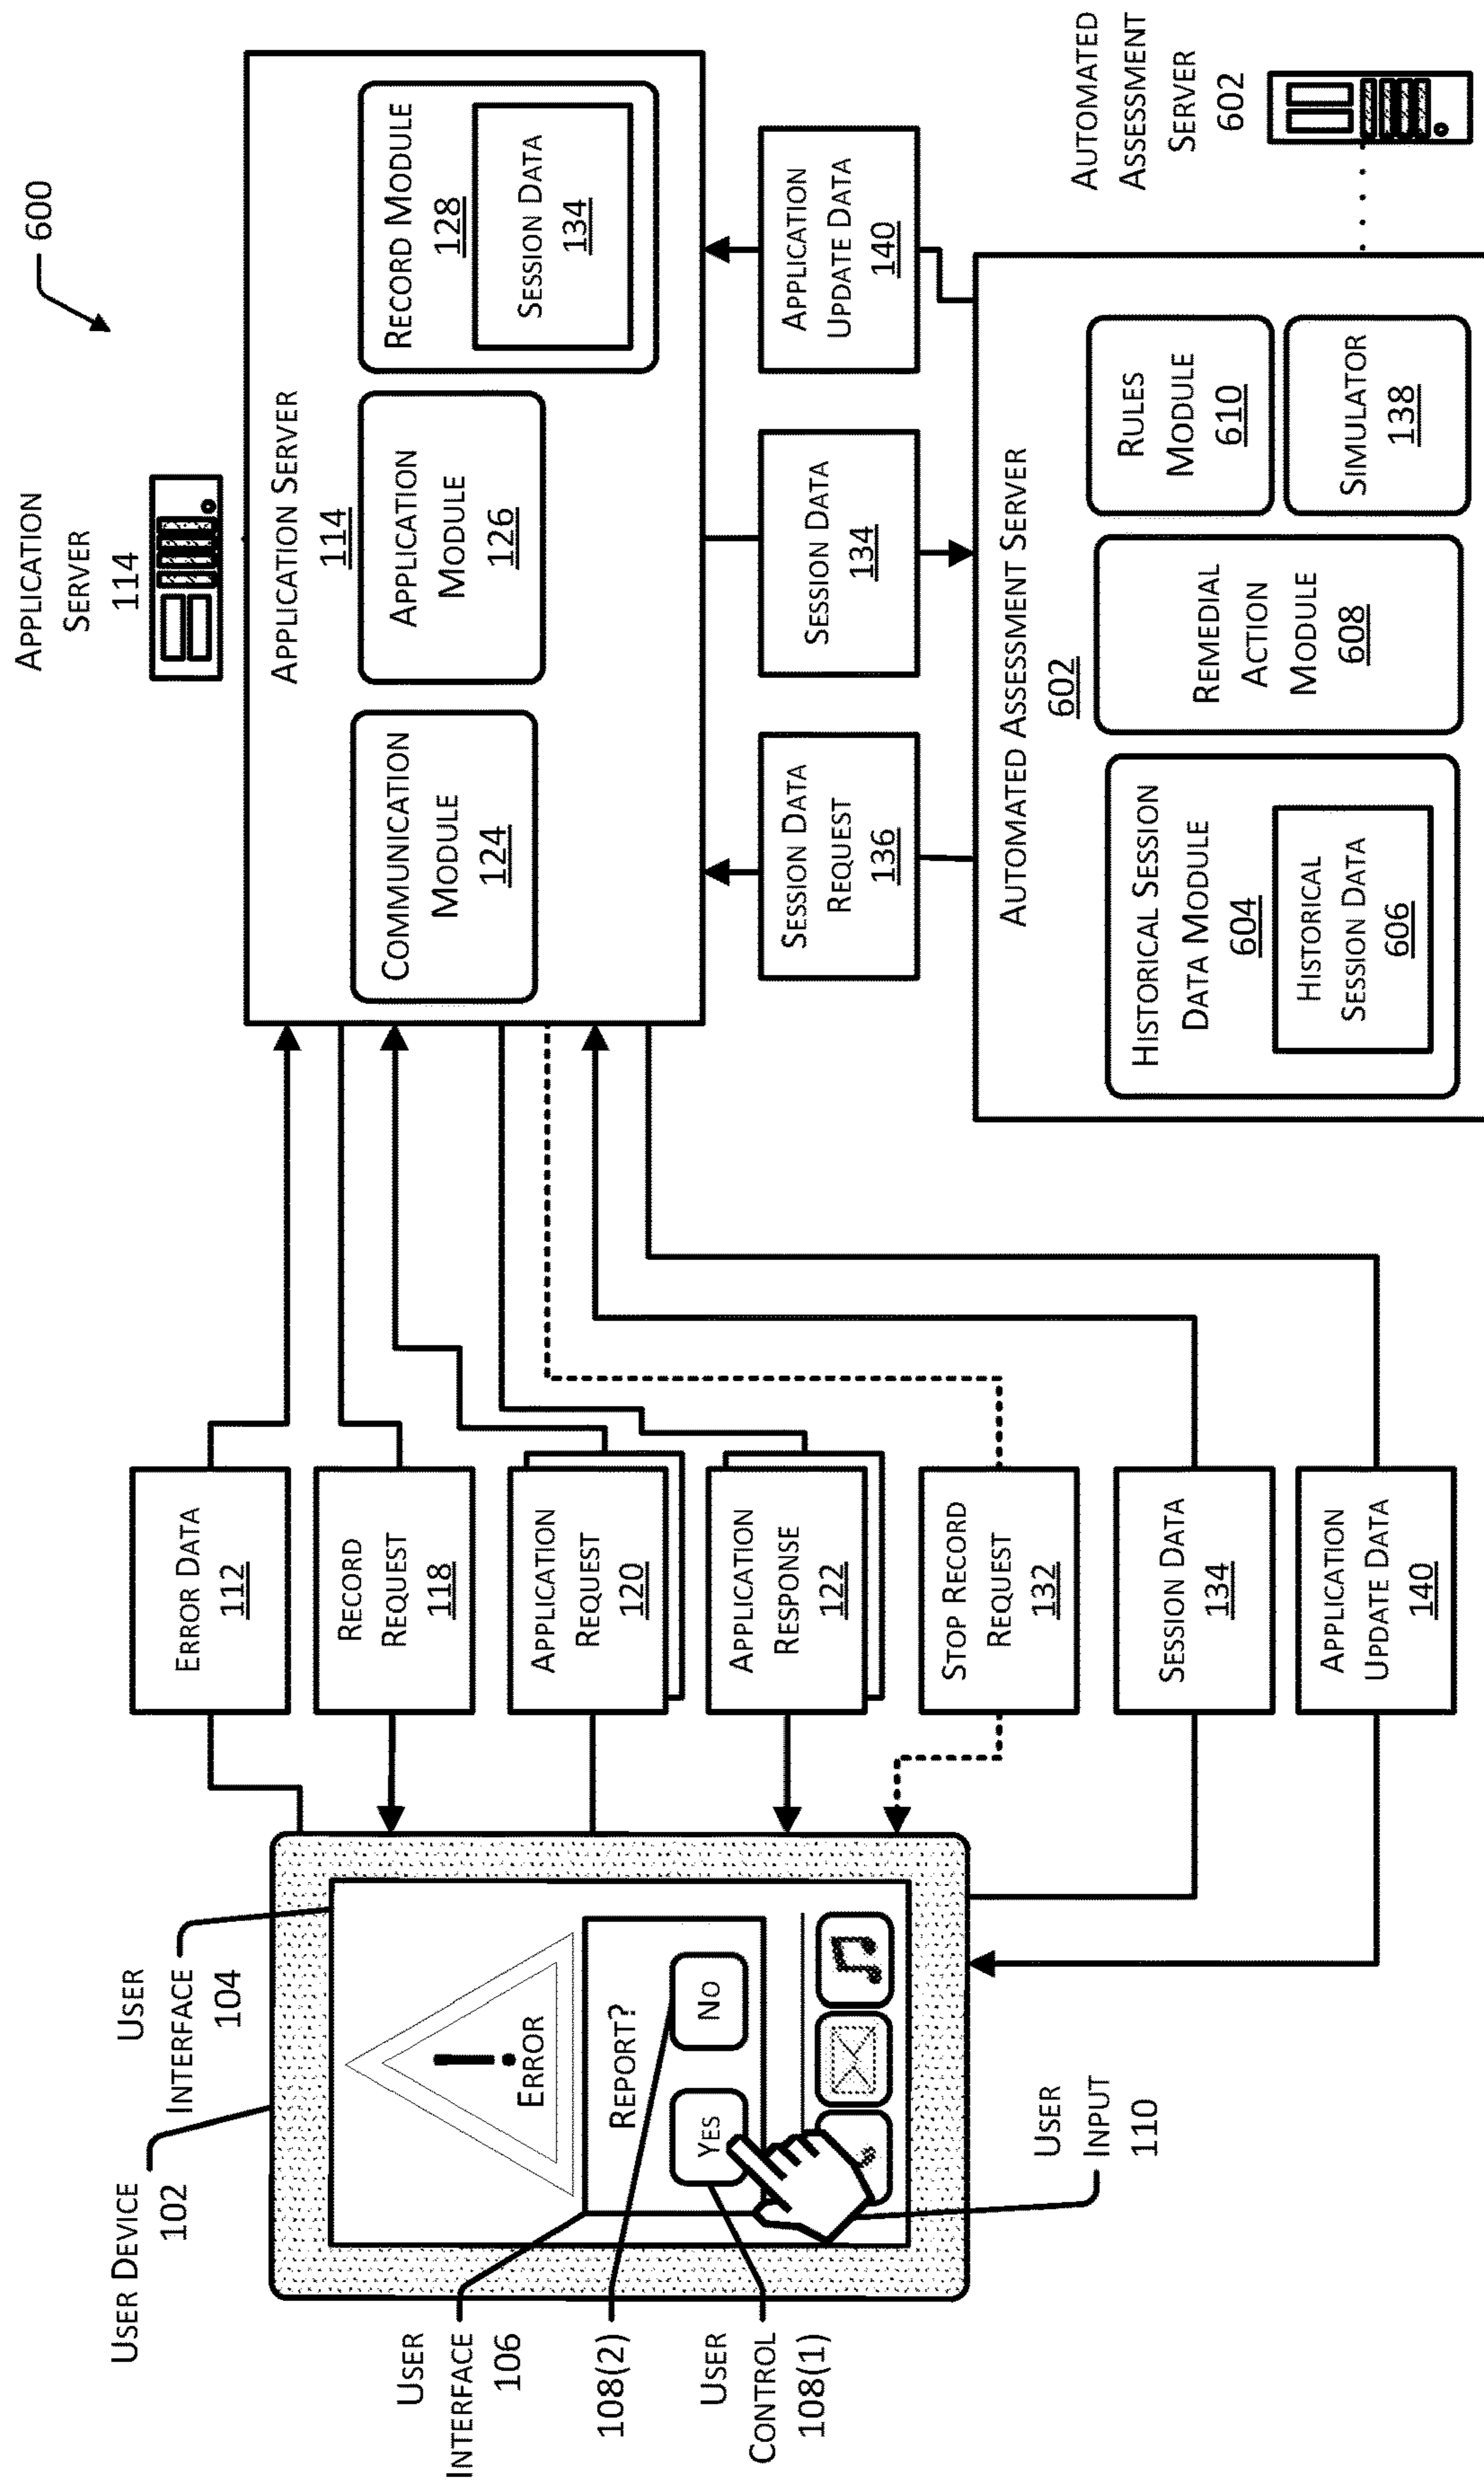 600
APPLICATION
SERVER
114
USER DEVICE
102
USER
INTERFACE
104
ERROR
REPORT?
YES
NO
USER
INTERFACE
106
108(2)
USER
CONTROL
108(1)
USER
INPUT
110
ERROR DATA
112
RECORD
REQUEST
118
APPLICATION
REQUEST
120
APPLICATION
RESPONSE
122
STOP RECORD
REQUEST
132
SESSION DATA
134
APPLICATION
UPDATE DATA
140
APPLICATION SERVER
114
COMMUNICATION
MODULE
124
APPLICATION
MODULE
126
RECORD MODULE
128
SESSION DATA
134
SESSION DATA
REQUEST
136
SESSION DATA
134
APPLICATION
UPDATE DATA
140
AUTOMATED ASSESSMENT SERVER
602
HISTORICAL SESSION
DATA MODULE
604
HISTORICAL
SESSION DATA
606
REMEDIAL
ACTION
MODULE
608
RULES
MODULE
610
SIMULATOR
138
AUTOMATED
ASSESSMENT
SERVER
602